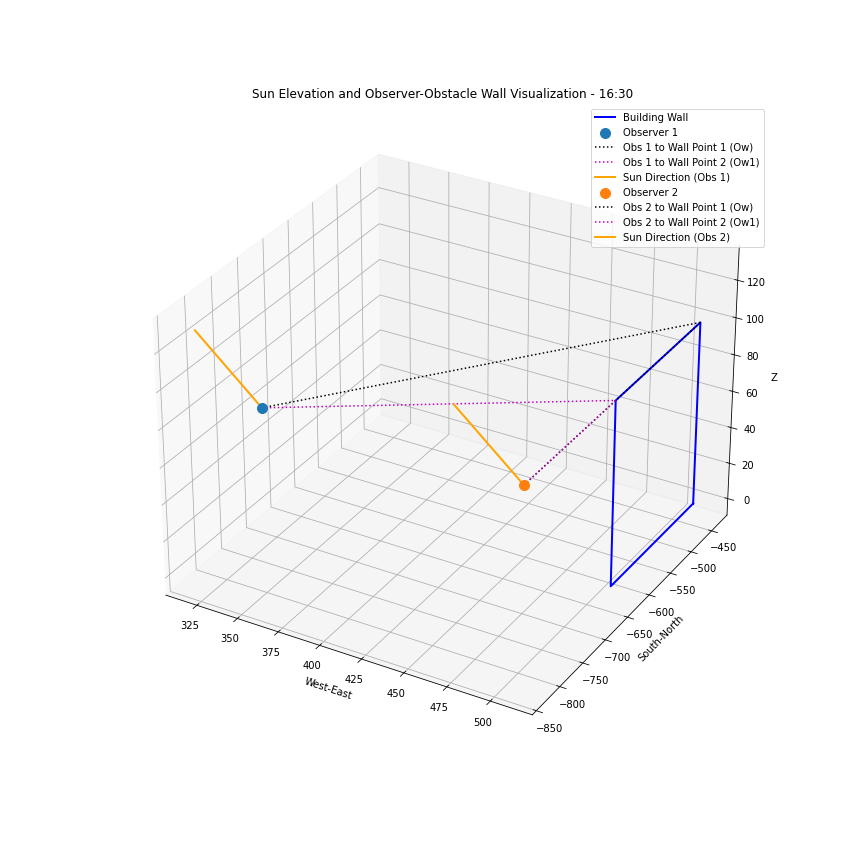 Sun Elevation and Observer-Obstacle Wall Visualization - 16:30
Building Wall
Observer 1
Obs 1 to Wall Point 1 (Ow)
Obs 1 to Wall Point 2 (Ow1)
Sun Direction (Obs 1)
Observer 2
Obs 2 to Wall Point 1 (Ow)
Obs 2 to Wall Point 2 (Ow1)
Sun Direction (Obs 2)
120
100
80
60
40
20
0
Z
−450
−500
−550
−600
−650
−700
−750
−800
−850
South-North
325
350
375
400
425
450
475
500
West-East